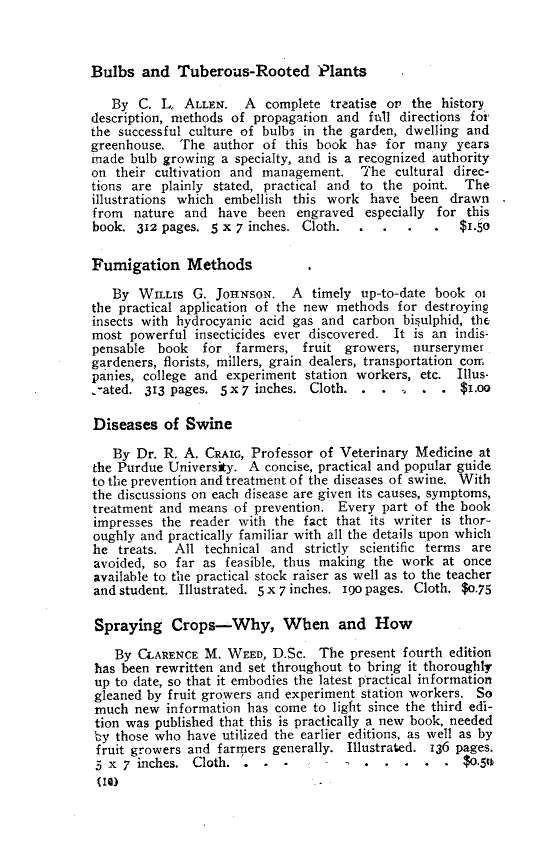 Bulbs and Tuberous-Rooted Plants
By C. L. ALLEN. A complete treatise on the history
description, methods of propagation and full directions for
the successful culture of bulbs in the garden, dwelling and
greenhouse. The author of this book has for many years
made bulb growing a specialty, and is a recognized authority
on their cultivation and management. The cultural direc-
tions are plainly stated, practical and to the point. The
illustrations which embellish this work have been drawn
from nature and have been engraved especially for this
book. 312 pages. 5 x 7 inches. Cloth. . . . . $1.50
Fumigation Methods
By WILLIS G. JOHNSON. A timely up-to-date book on
the practical application of the new methods for destroying
insects with hydrocyanic acid gas and carbon bisulphid, the
most powerful insecticides ever discovered. It is an indis-
pensable book for farmers, fruit growers, nurserymer
gardeners, florists, millers, grain dealers, transportation com
panies, college and experiment station workers, etc. Illus-
rated. 313 pages. 5 x 7 inches. Cloth. . . . . . $1.00
Diseases of Swine
By Dr. R. A. CRAIG, Professor of Veterinary Medicine at
the Purdue University. A concise, practical and popular guide
to the prevention and treatment of the diseases of swine. With
the discussions on each disease are given its causes, symptoms,
treatment and means of prevention. Every part of the book
impresses the reader with the fact that its writer is thor-
oughly and practically familiar with all the details upon which
he treats. All technical and strictly scientific terms are
avoided, so far as feasible, thus making the work at once
available to the practical stock raiser as well as to the teacher
and student. Illustrated. 5 x 7 inches. 190 pages. Cloth. $0.75
Spraying Crops—Why, When and How
By CLARENCE M. WEED, D.Sc. The present fourth edition
has been rewritten and set throughout to bring it thoroughly
up to date, so that it embodies the latest practical information
gleaned by fruit growers and experiment station workers. So
much new information has come to light since the third edi-
tion was published that this is practically a new book, needed
by those who have utilized the earlier editions, as well as by
fruit growers and farmers generally. Illustrated. 136 pages.
5 x 7 inches. Cloth. . . . . . . . . . . $0.50
(10)